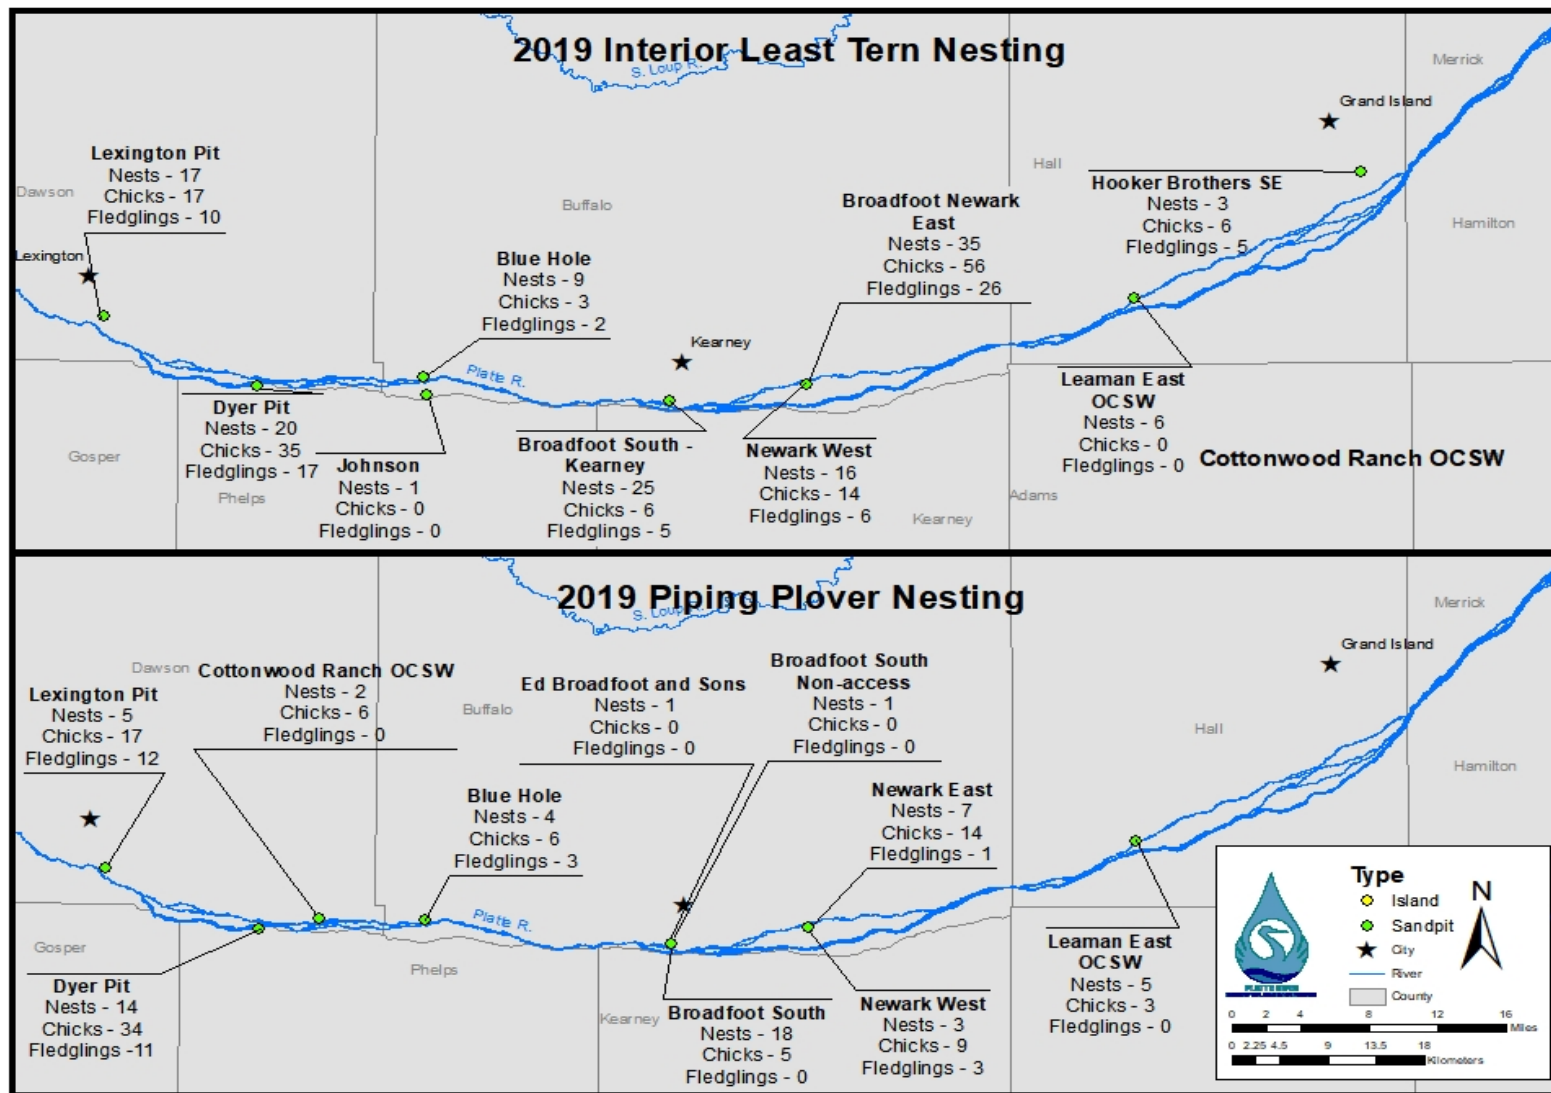 2019 Interior Least Tern Nesting
S. Loup R.
Merrick
Grand Island
Lexington Pit
Nests - 17
Chicks - 17
Fledglings - 10
Dawson
Lexington
Buffalo
Hall
Hamilton
Hooker Brothers SE
Nests - 3
Chicks - 6
Fledglings - 5
Broadfoot Newark
East
Nests - 35
Chicks - 56
Fledglings - 26
Blue Hole
Nests - 9
Chicks - 3
Fledglings - 2
Kearney
Platte R.
Dyer Pit
Nests - 20
Chicks - 35
Fledglings - 17
Gosper
Phelps
Johnson
Nests - 1
Chicks - 0
Fledglings - 0
Broadfoot South -
Kearney
Nests - 25
Chicks - 6
Fledglings - 5
Newark West
Nests - 16
Chicks - 14
Fledglings - 6
Kearney
Adams
Leaman East
OCSW
Nests - 6
Chicks - 0
Fledglings - 0
Cottonwood Ranch OCSW
2019 Piping Plover Nesting
S. Loup R.
Merrick
Grand Island
Dawson
Lexington Pit
Nests - 5
Chicks - 17
Fledglings - 12
Cottonwood Ranch OCSW
Nests - 2
Chicks - 6
Fledglings - 0
Buffalo
Ed Broadfoot and Sons
Nests - 1
Chicks - 0
Fledglings - 0
Broadfoot South
Non-access
Nests - 1
Chicks - 0
Fledglings - 0
Hall
Hamilton
Blue Hole
Nests - 4
Chicks - 6
Fledglings - 3
Newark East
Nests - 7
Chicks - 14
Fledglings - 1
Platte R.
Gosper
Phelps
Kearney
Dyer Pit
Nests - 14
Chicks - 34
Fledglings -11
Broadfoot South
Nests - 18
Chicks - 5
Fledglings - 0
Newark West
Nests - 3
Chicks - 9
Fledglings - 3
Leaman East
OCSW
Nests - 5
Chicks - 3
Fledglings - 0
Type
Island
Sandpit
City
River
County
N
0 2 4 8 12 16
Miles
0 2.25 4.5 9 13.5 18
Kilometers